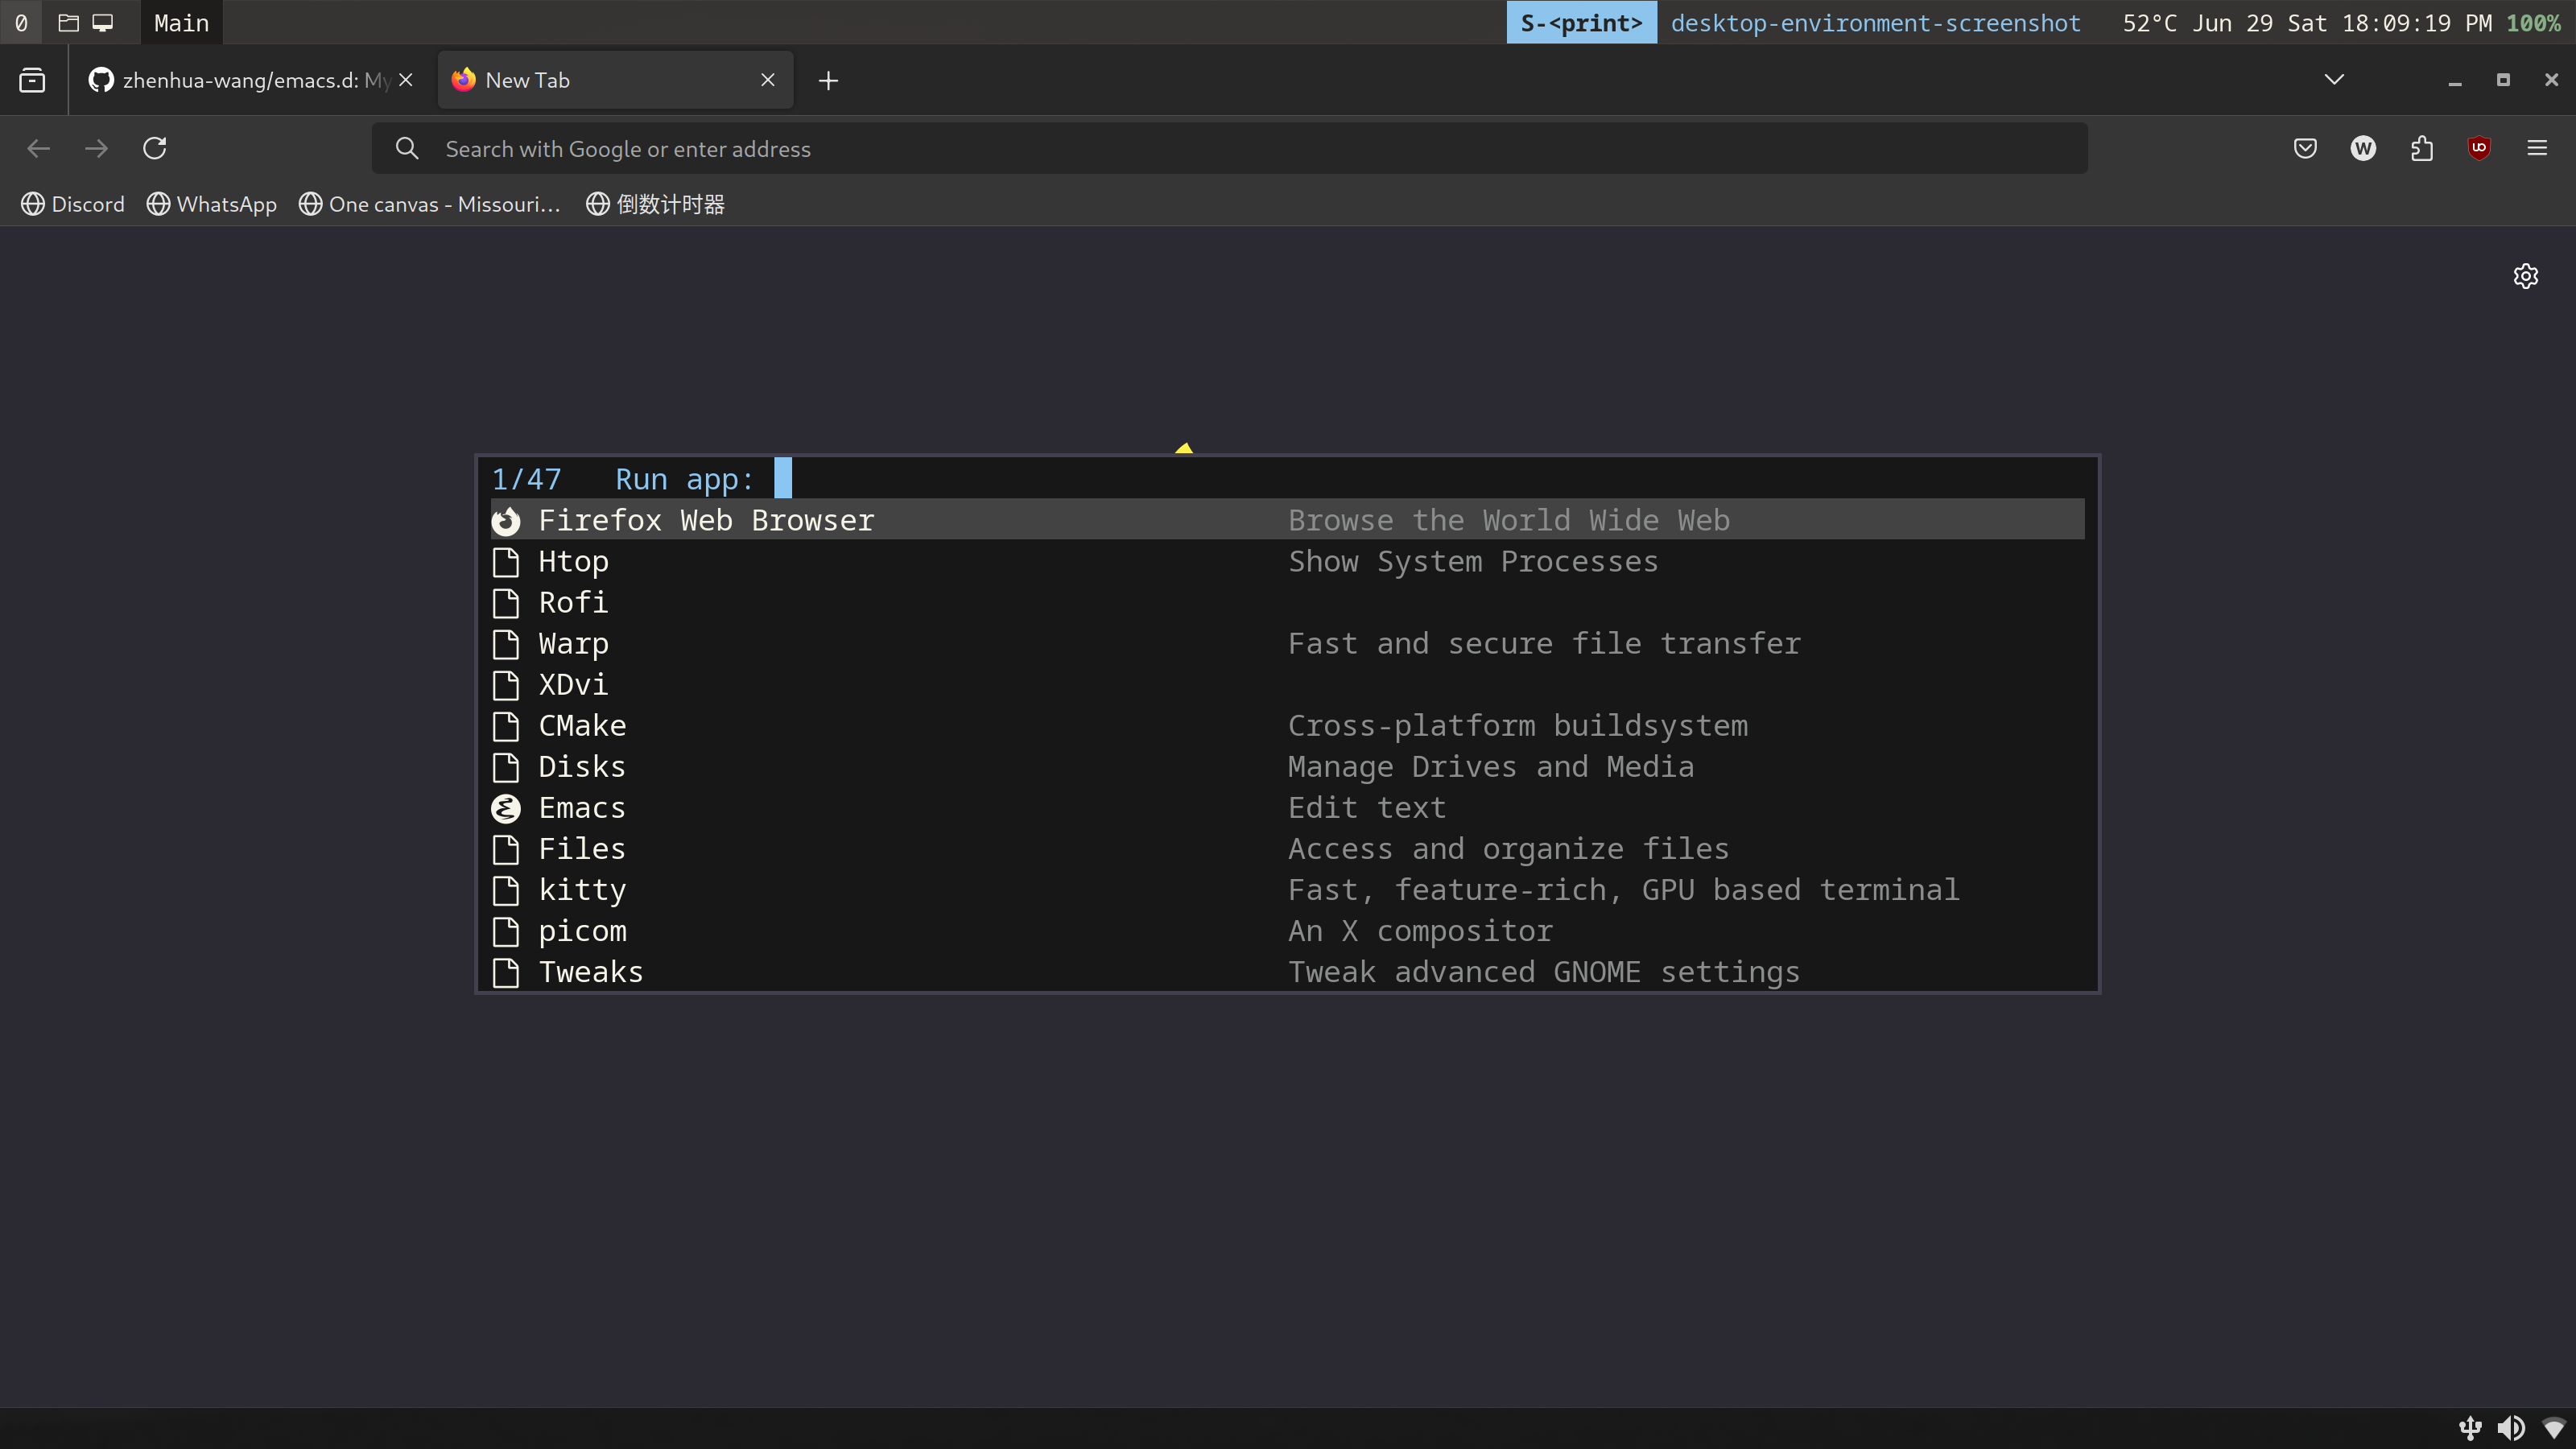 0 Main S-<print> desktop-environment-screenshot 52°C Jun 29 Sat 18:09:19 PM 100%
zhenhua-wang/emacs.d: My New Tab
Search with Google or enter address
Discord WhatsApp One canvas - Missouri... 倒数计时器
1/47 Run app:
Firefox Web Browser Browse the World Wide Web
Htop Show System Processes
Rofi
Warp Fast and secure file transfer
XDvi
CMake Cross-platform buildsystem
Disks Manage Drives and Media
Emacs Edit text
Files Access and organize files
kitty Fast, feature-rich, GPU based terminal
picom An X compositor
Tweaks Tweak advanced GNOME settings